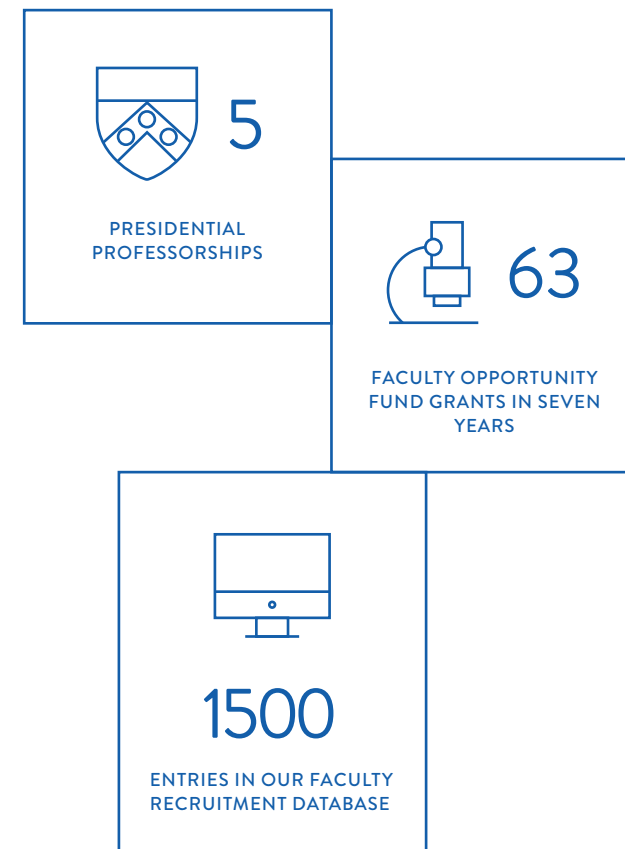 5
PRESIDENTIAL
PROFESSORSHIPS
63
FACULTY OPPORTUNITY
FUND GRANTS IN SEVEN
YEARS
1500
ENTRIES IN OUR FACULTY
RECRUITMENT DATABASE